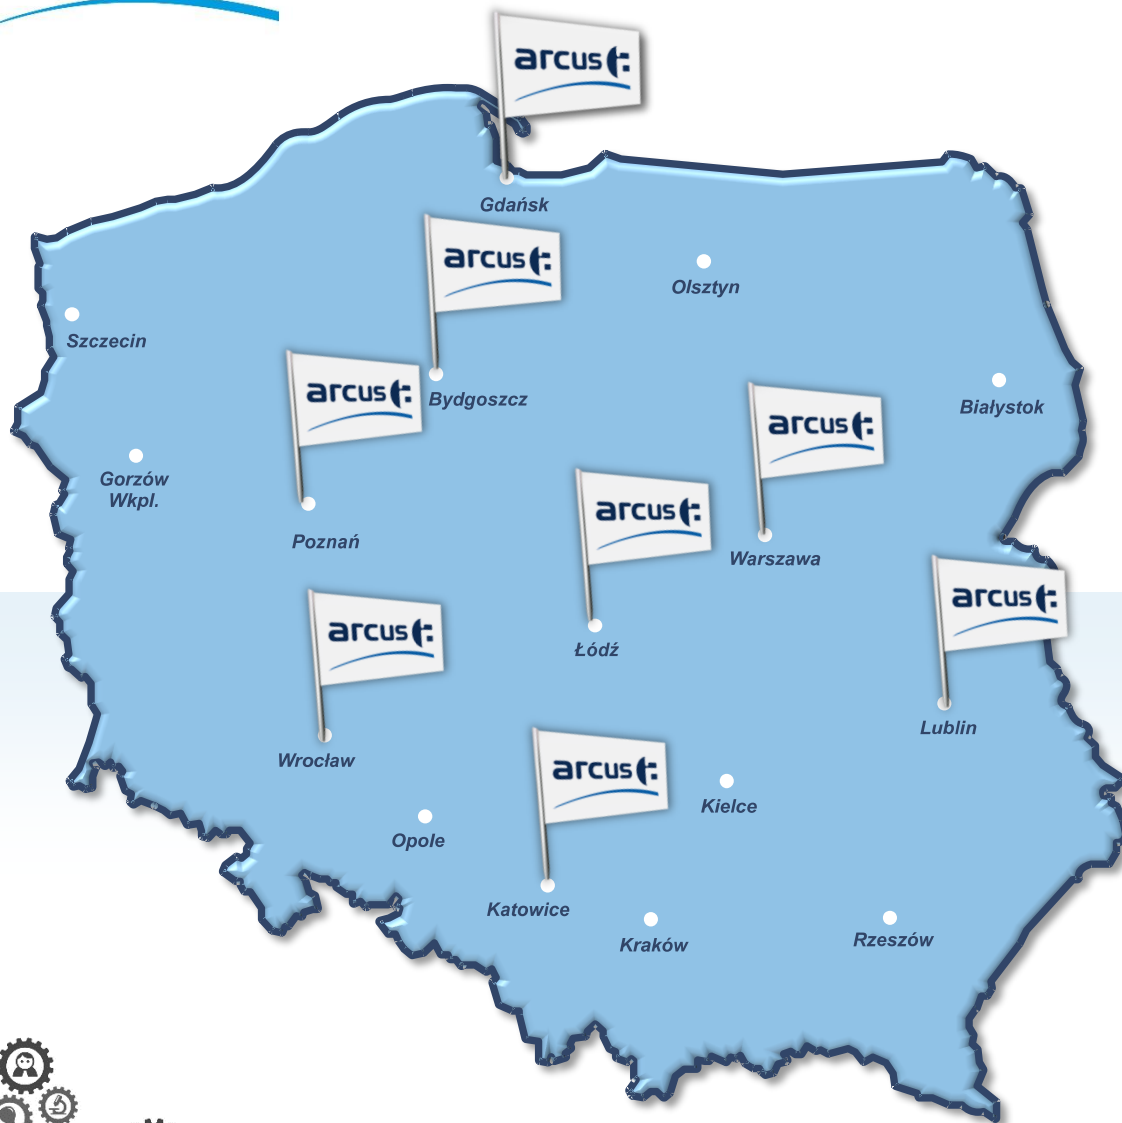 arcus
Gdańsk
arcus
Olsztyn
Szczecin
arcus
Bydgoszcz
arcus
Białystok
Gorzów
Wkpl.
Poznań
arcus
Warszawa
arcus
Łódź
arcus
Lublin
Wrocław
arcus
Kielce
Opole
Katowice
Kraków
Rzeszów